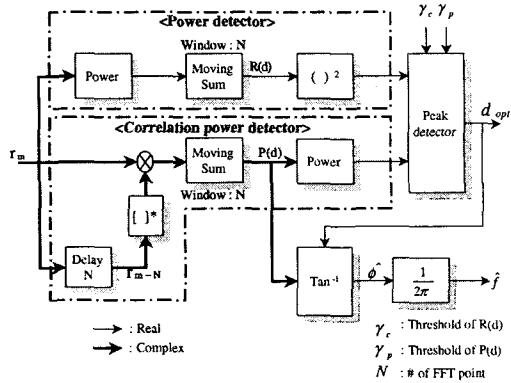 <Power detector>
γc γp
Window : N
Power
Moving
Sum
R(d)
( )²
Peak
detector
d opt
<Correlation power detector>
rm
Moving
Sum
P(d)
Power
Window : N
[ ]*
Delay
N
rm−N
Tan⁻¹
ϕ̂
1
2π
f̂
: Real
: Complex
γc : Threshold of R(d)
γp : Threshold of P(d)
N : # of FFT point